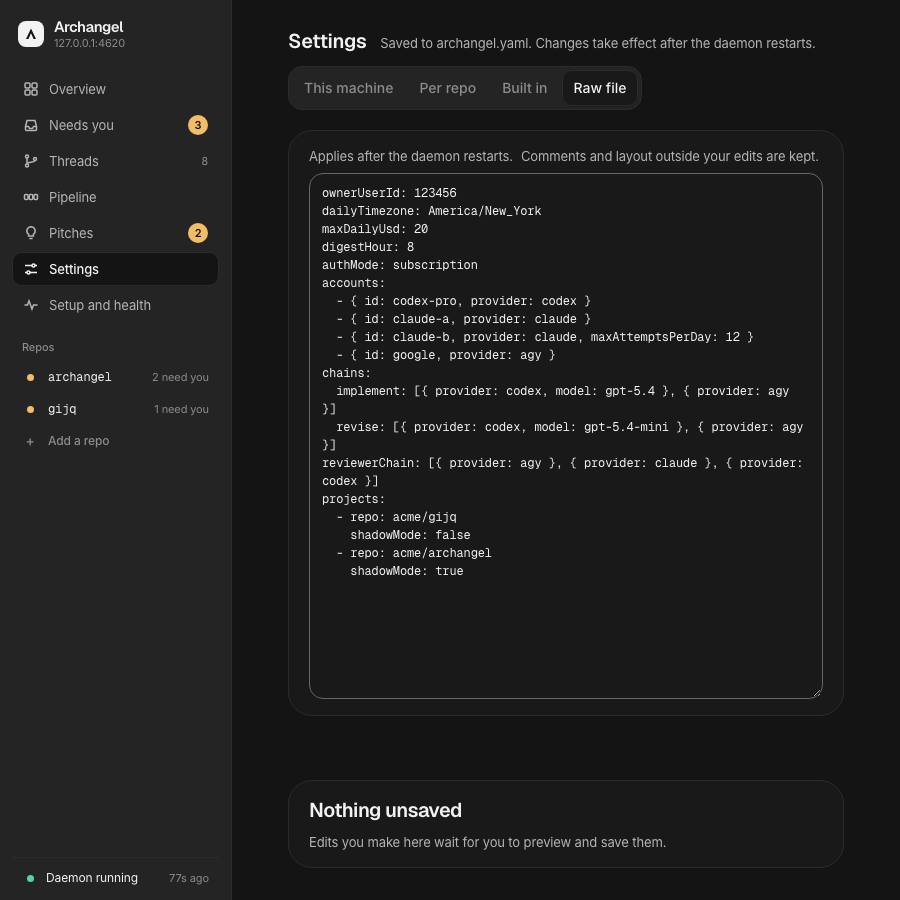 Archangel
127.0.0.1:4620
Overview
Needs you 3
Threads 8
Pipeline
Pitches 2
Settings
Setup and health
Repos
archangel 2 need you
gijq 1 need you
+ Add a repo
Daemon running 77s ago
Settings Saved to archangel.yaml. Changes take effect after the daemon restarts.
This machine Per repo Built in Raw file
Applies after the daemon restarts. Comments and layout outside your edits are kept.
ownerUserId: 123456
dailyTimezone: America/New_York
maxDailyUsd: 20
digestHour: 8
authMode: subscription
accounts:
  - { id: codex-pro, provider: codex }
  - { id: claude-a, provider: claude }
  - { id: claude-b, provider: claude, maxAttemptsPerDay: 12 }
  - { id: google, provider: agy }
chains:
  implement: [{ provider: codex, model: gpt-5.4 }, { provider: agy
}]
  revise: [{ provider: codex, model: gpt-5.4-mini }, { provider: agy
}]
reviewerChain: [{ provider: agy }, { provider: claude }, { provider:
codex }]
projects:
  - repo: acme/gijq
    shadowMode: false
  - repo: acme/archangel
    shadowMode: true
Nothing unsaved
Edits you make here wait for you to preview and save them.